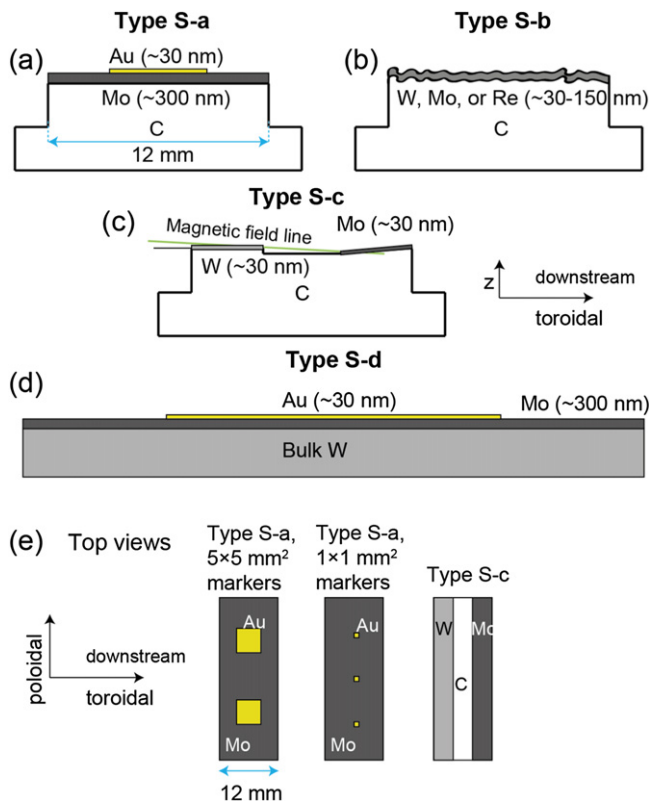 Type S-a
Type S-b
(a)
Au (~30 nm)
(b)
Mo (~300 nm)
W, Mo, or Re (~30-150 nm)
C
C
12 mm
Type S-c
(c)
Mo (~30 nm)
Magnetic field line
W (~30 nm)
C
z
downstream
toroidal
Type S-d
(d)
Au (~30 nm)
Mo (~300 nm)
Bulk W
(e)
Top views
Type S-a,
5×5 mm²
markers
Type S-a,
1×1 mm²
markers
Type S-c
poloidal
downstream
toroidal
Au
Mo
Au
Mo
W
C
Mo
12 mm